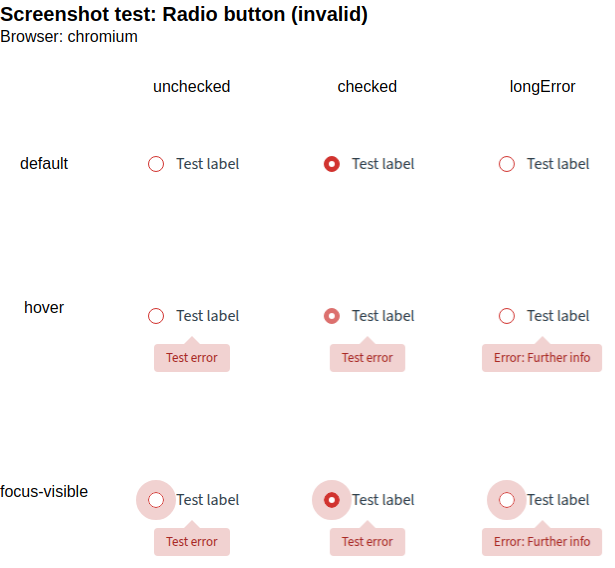 Screenshot test: Radio button (invalid)
Browser: chromium
unchecked checked longError
default Test label Test label Test label
hover Test label Test label Test label
Test error Test error Error: Further info
focus-visible Test label Test label Test label
Test error Test error Error: Further info